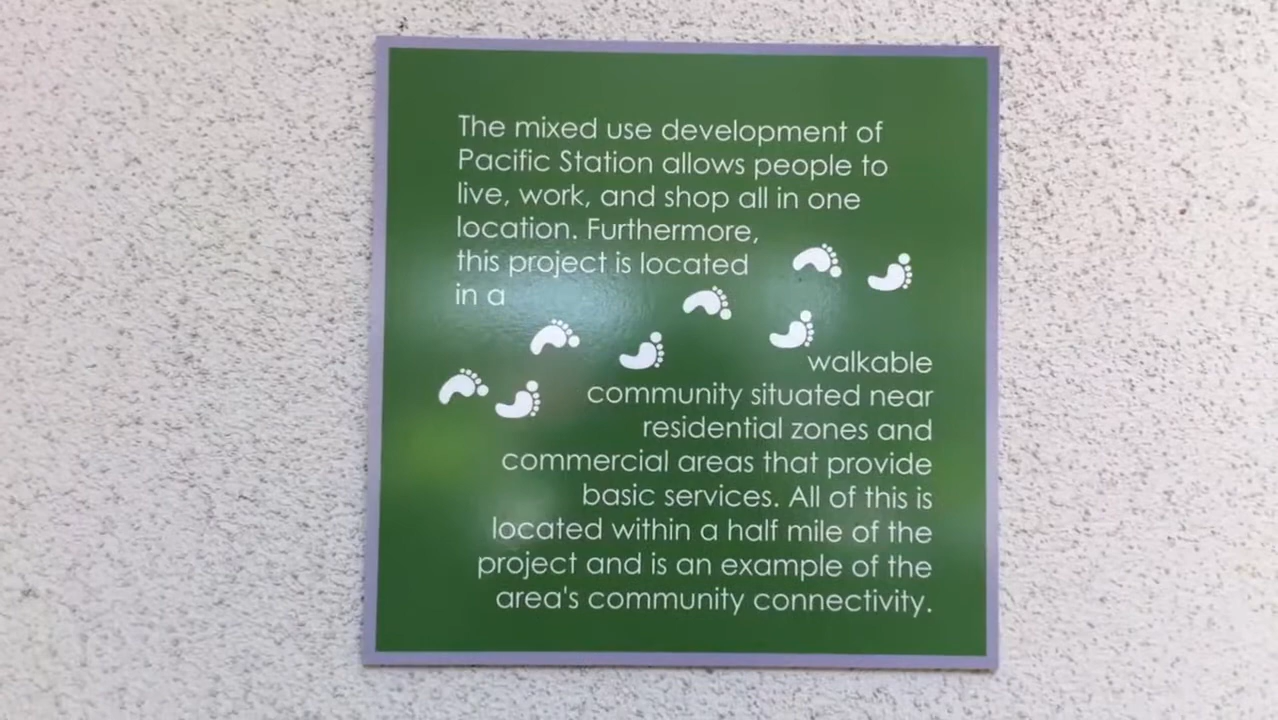 The mixed use development of
Pacific Station allows people to
live, work, and shop all in one
location. Furthermore,
this project is located
in a
walkable
community situated near
residential zones and
commercial areas that provide
basic services. All of this is
located within a half mile of the
project and is an example of the
area's community connectivity.